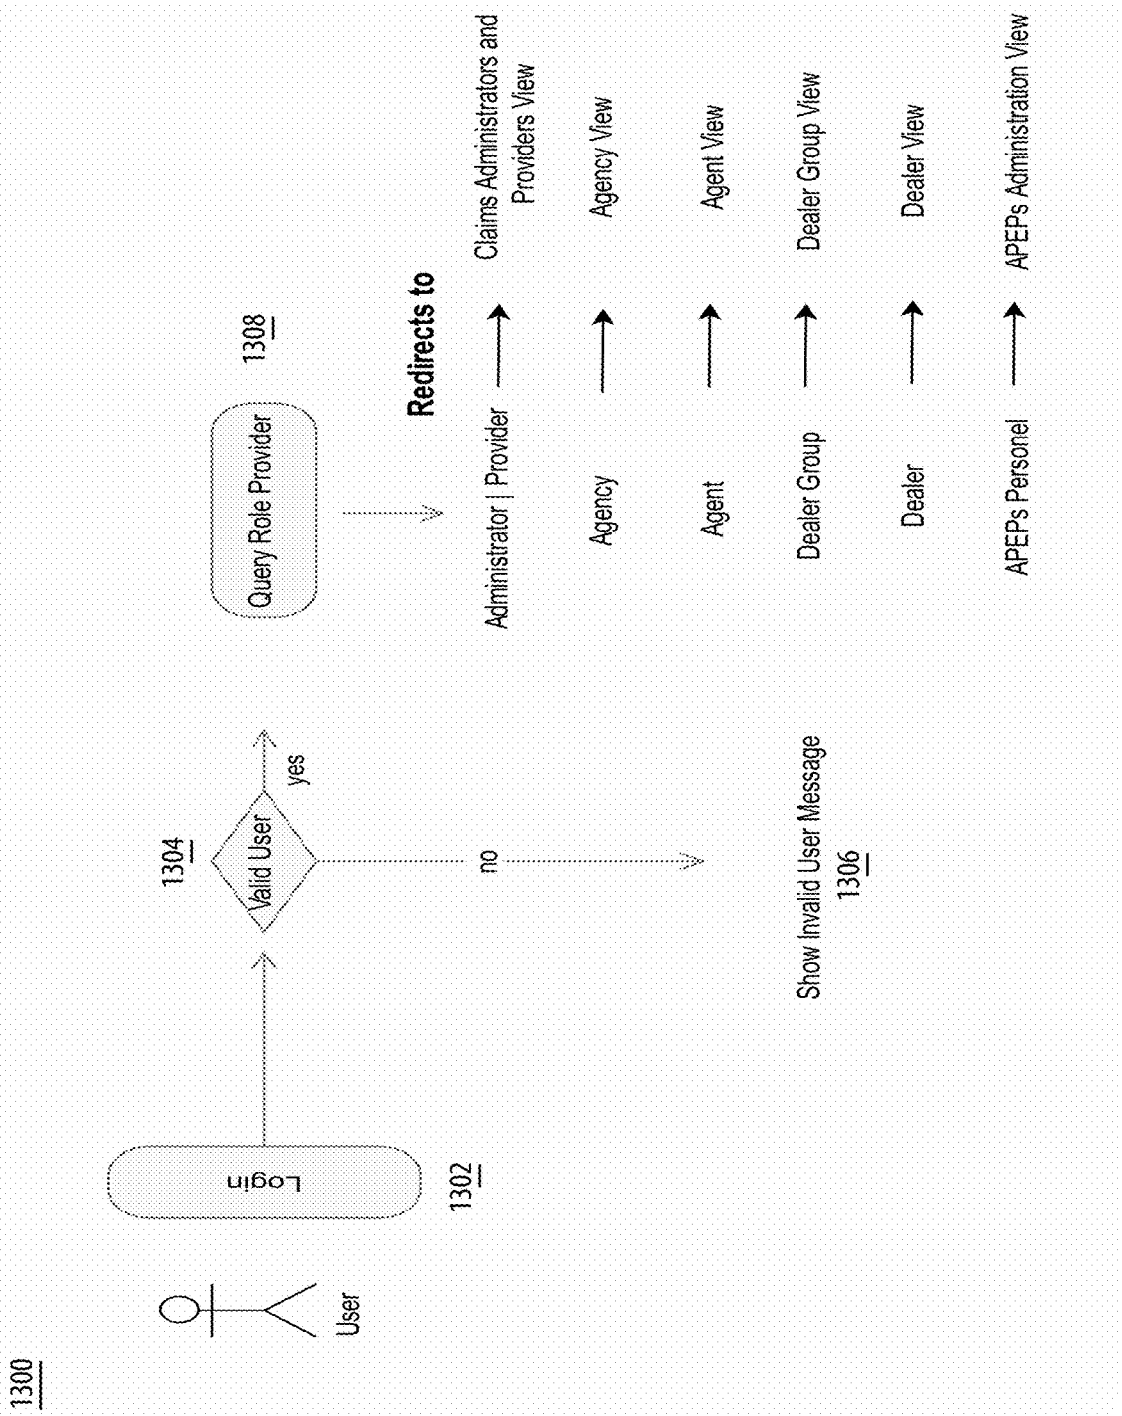 1300
User
Login
1302
1304
Valid User
yes
no
Show Invalid User Message
1306
Query Role Provider
1308
Redirects to
Administrator | Provider
Claims Administrators and
Providers View
Agency
Agency View
Agent
Agent View
Dealer Group
Dealer Group View
Dealer
Dealer View
APEPs Personel
APEPs Administration View